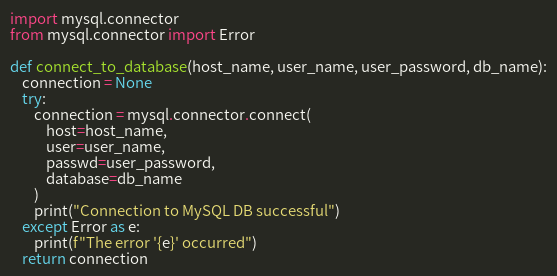 import mysql.connector
from mysql.connector import Error

def connect_to_database(host_name, user_name, user_password, db_name):
    connection = None
    try:
        connection = mysql.connector.connect(
            host=host_name,
            user=user_name,
            passwd=user_password,
            database=db_name
        )
        print("Connection to MySQL DB successful")
    except Error as e:
        print(f"The error '{e}' occurred")
    return connection